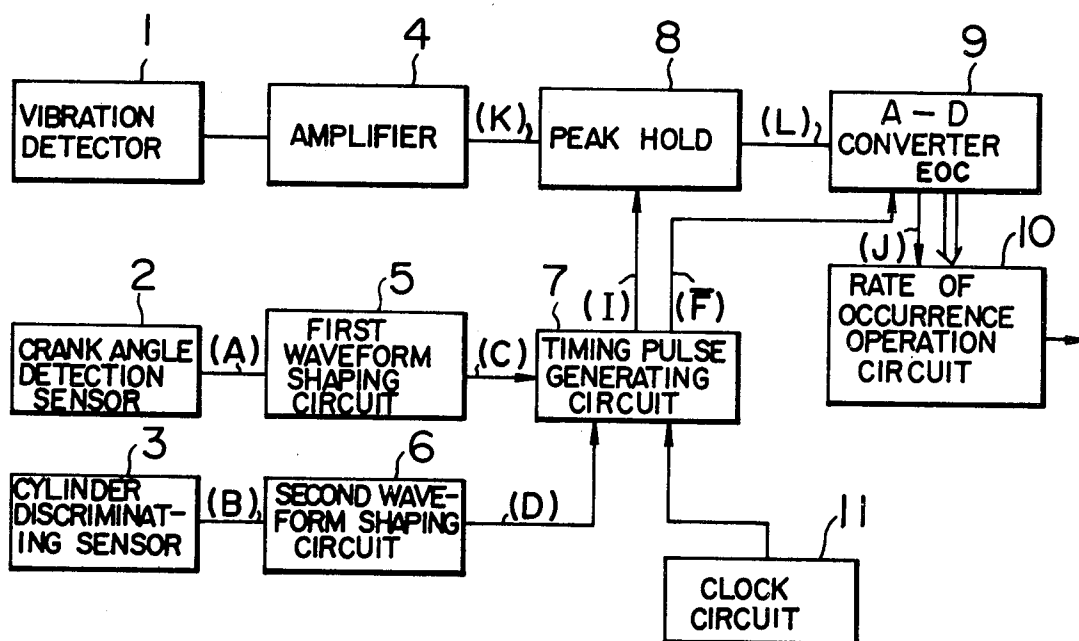 1
VIBRATION
DETECTOR
4
AMPLIFIER
(K)
8
PEAK HOLD
(L)
9
A-D
CONVERTER
EOC
(J)
10
RATE OF
OCCURRENCE
OPERATION
CIRCUIT
2
CRANK ANGLE
DETECTION
SENSOR
(A)
5
FIRST
WAVEFORM
SHAPING
CIRCUIT
(C)
7
(I)
(F̅)
TIMING PULSE
GENERATING
CIRCUIT
3
CYLINDER
DISCRIMINAT-
ING SENSOR
(B)
6
SECOND WAVE-
FORM SHAPING
CIRCUIT
(D)
11
CLOCK
CIRCUIT